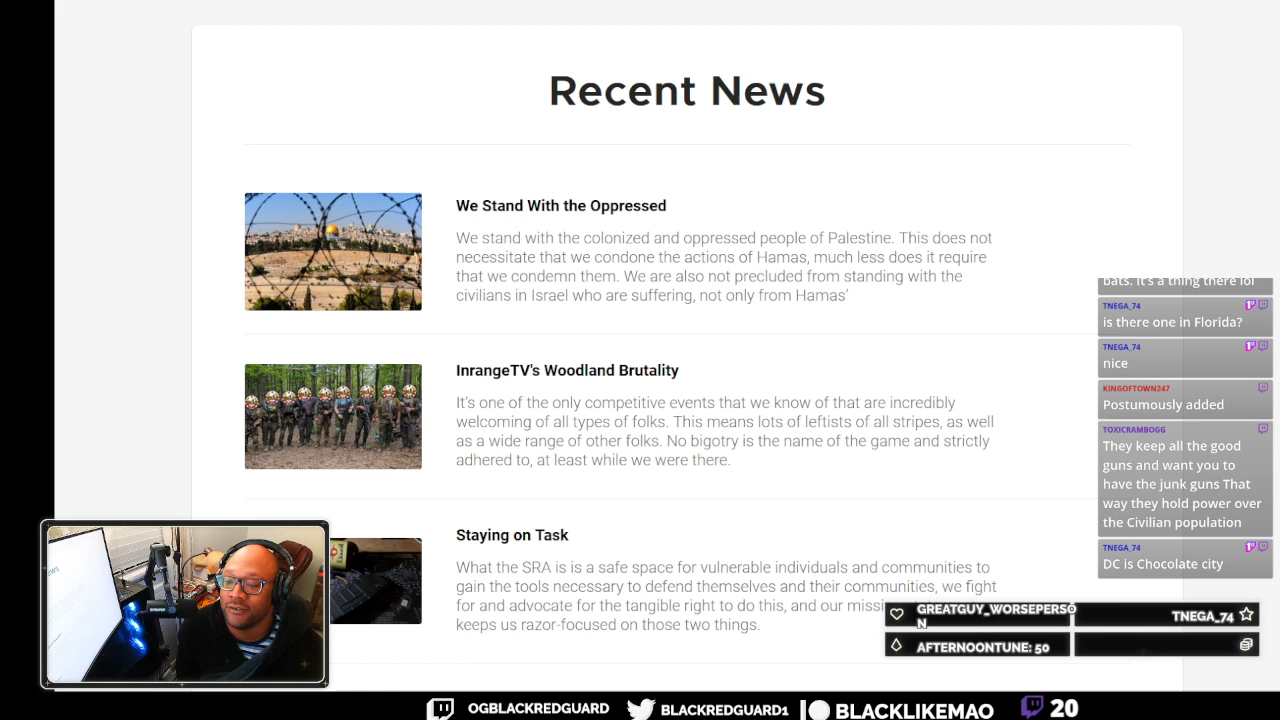 Recent News
We Stand With the Oppressed
We stand with the colonized and oppressed people of Palestine. This does not
necessitate that we condone the actions of Hamas, much less does it require
that we condemn them. We are also not precluded from standing with the
civilians in Israel who are suffering, not only from Hamas'
InrangeTV's Woodland Brutality
It's one of the only competitive events that we know of that are incredibly
welcoming of all types of folks. This means lots of leftists of all stripes, as well
as a wide range of other folks. No bigotry is the name of the game and strictly
adhered to, at least while we were there.
Staying on Task
What the SRA is is a safe space for vulnerable individuals and communities to
gain the tools necessary to defend themselves and their communities, we fight
for and advocate for the tangible right to do this, and our
keeps us razor-focused on those two things.
bats. It's a thing there lol
TNEGA_74
is there one in Florida?
TNEGA_74
nice
KINGOFTOWN247
Postumously added
TOXICRAMBOGG
They keep all the good
guns and want you to
have the junk guns That
way they hold power over
the Civilian population
TNEGA_74
DC is Chocolate city
GREATGUY_WORSEPERSO
N
TNEGA_74
AFTERNOONTUNE: 50
OGBLACKREDGUARD
BLACKREDGUARD1
BLACKLIKEMAO
20